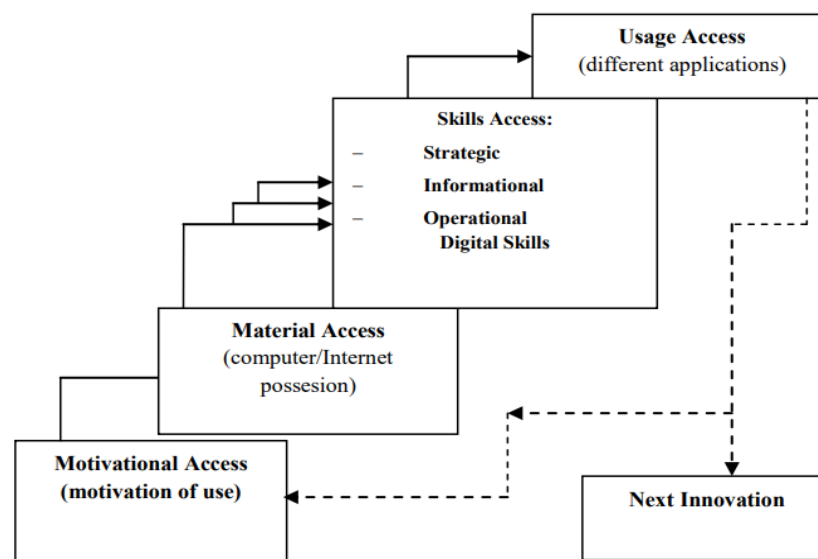 Usage Access
(different applications)
Skills Access:
– Strategic
– Informational
– Operational
Digital Skills
Material Access
(computer/Internet
possesion)
Motivational Access
(motivation of use)
Next Innovation